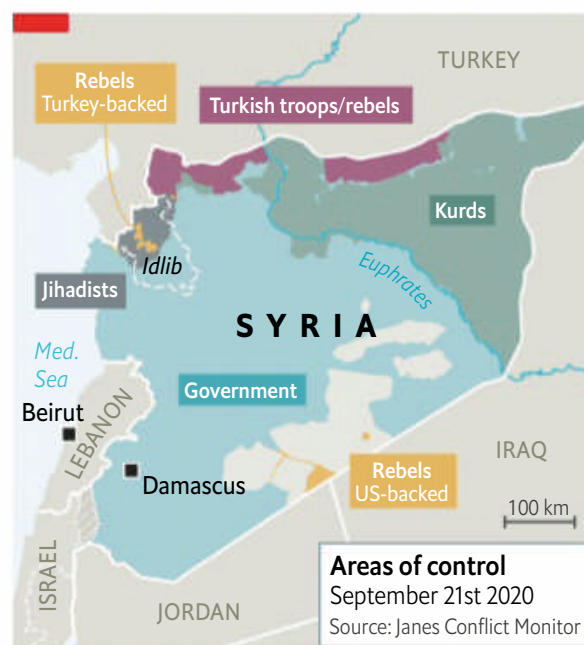 TURKEY
Rebels
Turkey-backed
Turkish troops/rebels
Kurds
Idlib
Jihadists
Euphrates
SYRIA
Med.
Sea
Government
Beirut
LEBANON
Damascus
Rebels
US-backed
IRAQ
100 km
ISRAEL
JORDAN
Areas of control
September 21st 2020
Source: Janes Conflict Monitor